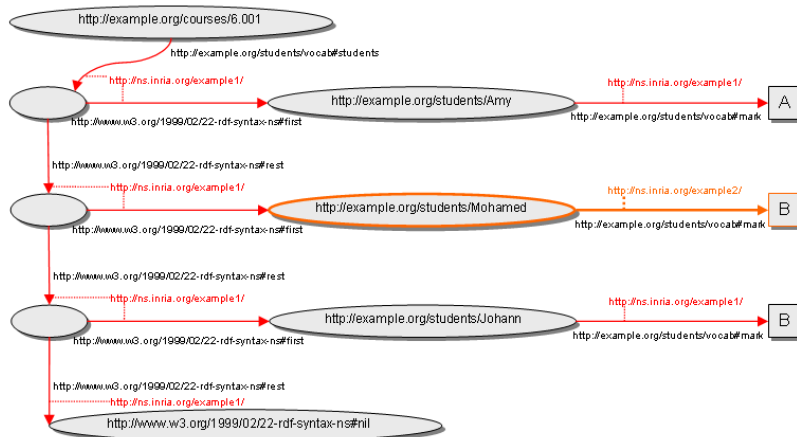 http://example.org/courses/6.001
http://example.org/students/vocab#students
http://ns.inria.org/example1/
http://ns.inria.org/example1/
http://example.org/students/Amy
A
http://www.w3.org/1999/02/22-rdf-syntax-ns#first
http://example.org/students/vocab#mark
http://www.w3.org/1999/02/22-rdf-syntax-ns#rest
http://ns.inria.org/example1/
http://ns.inria.org/example2/
http://example.org/students/Mohamed
B
http://www.w3.org/1999/02/22-rdf-syntax-ns#first
http://example.org/students/vocab#mark
http://www.w3.org/1999/02/22-rdf-syntax-ns#rest
http://ns.inria.org/example1/
http://ns.inria.org/example1/
http://example.org/students/Johann
B
http://www.w3.org/1999/02/22-rdf-syntax-ns#first
http://example.org/students/vocab#mark
http://www.w3.org/1999/02/22-rdf-syntax-ns#rest
http://ns.inria.org/example1/
http://www.w3.org/1999/02/22-rdf-syntax-ns#nil